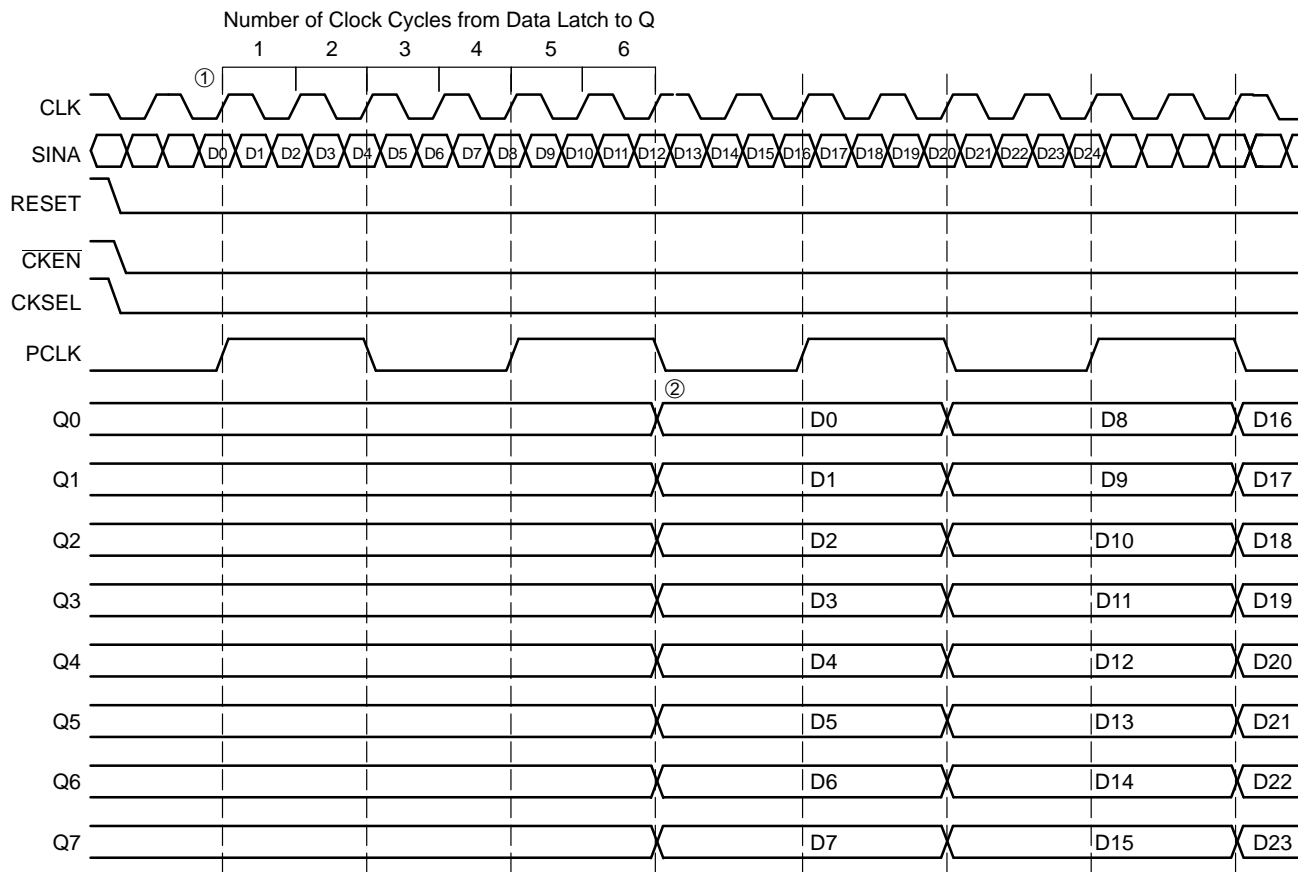 Number of Clock Cycles from Data Latch to Q
1 2 3 4 5 6
①
CLK
SINA D0 D1 D2 D3 D4 D5 D6 D7 D8 D9 D10 D11 D12 D13 D14 D15 D16 D17 D18 D19 D20 D21 D22 D23 D24
RESET
CKEN
CKSEL
PCLK
②
Q0 D0 D8 D16
Q1 D1 D9 D17
Q2 D2 D10 D18
Q3 D3 D11 D19
Q4 D4 D12 D20
Q5 D5 D13 D21
Q6 D6 D14 D22
Q7 D7 D15 D23